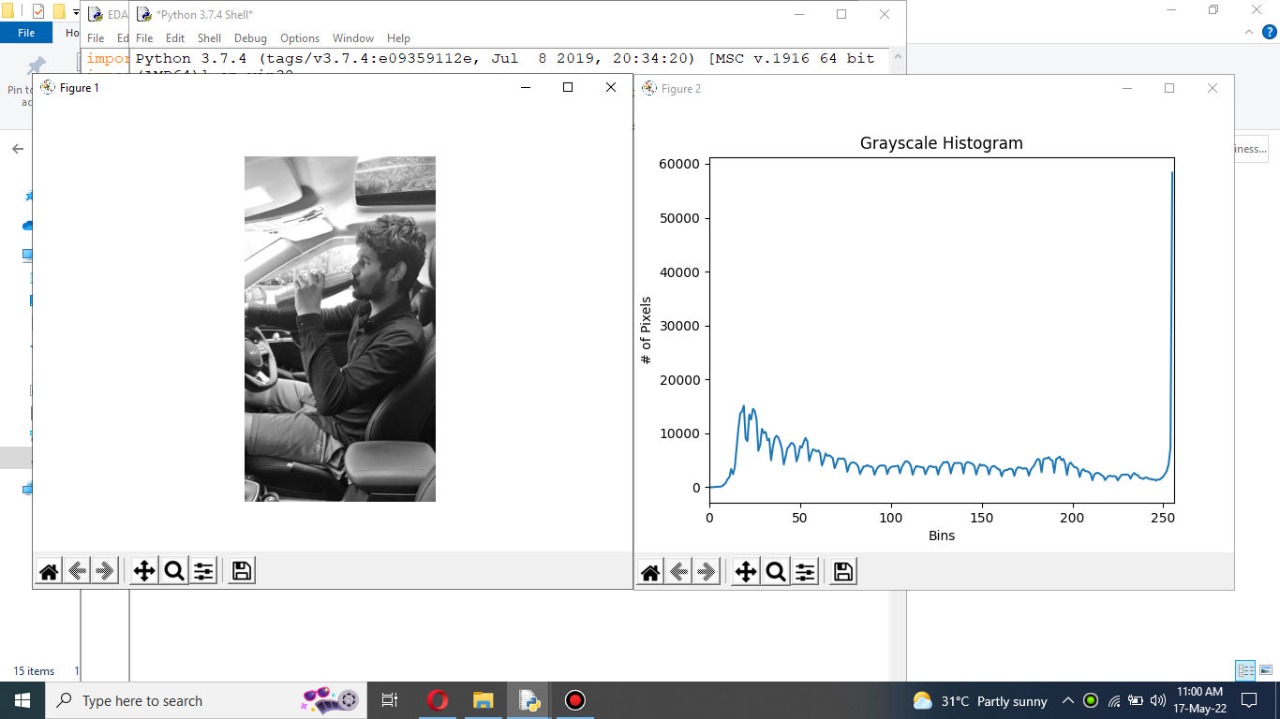 EDA
*Python 3.7.4 Shell*
File
Ho
File
Ed
File Edit Shell Debug Options Window Help
impor
Python 3.7.4 (tags/v3.7.4:e09359112e, Jul 8 2019, 20:34:20) [MSC v.1916 64 bit
Pin to
ac
Figure 1
Figure 2
iness...
Grayscale Histogram
60000
50000
40000
30000
20000
10000
0
# of Pixels
0 50 100 150 200 250
Bins
15 items
1
Type here to search
31°C Partly sunny
11:00 AM
17-May-22